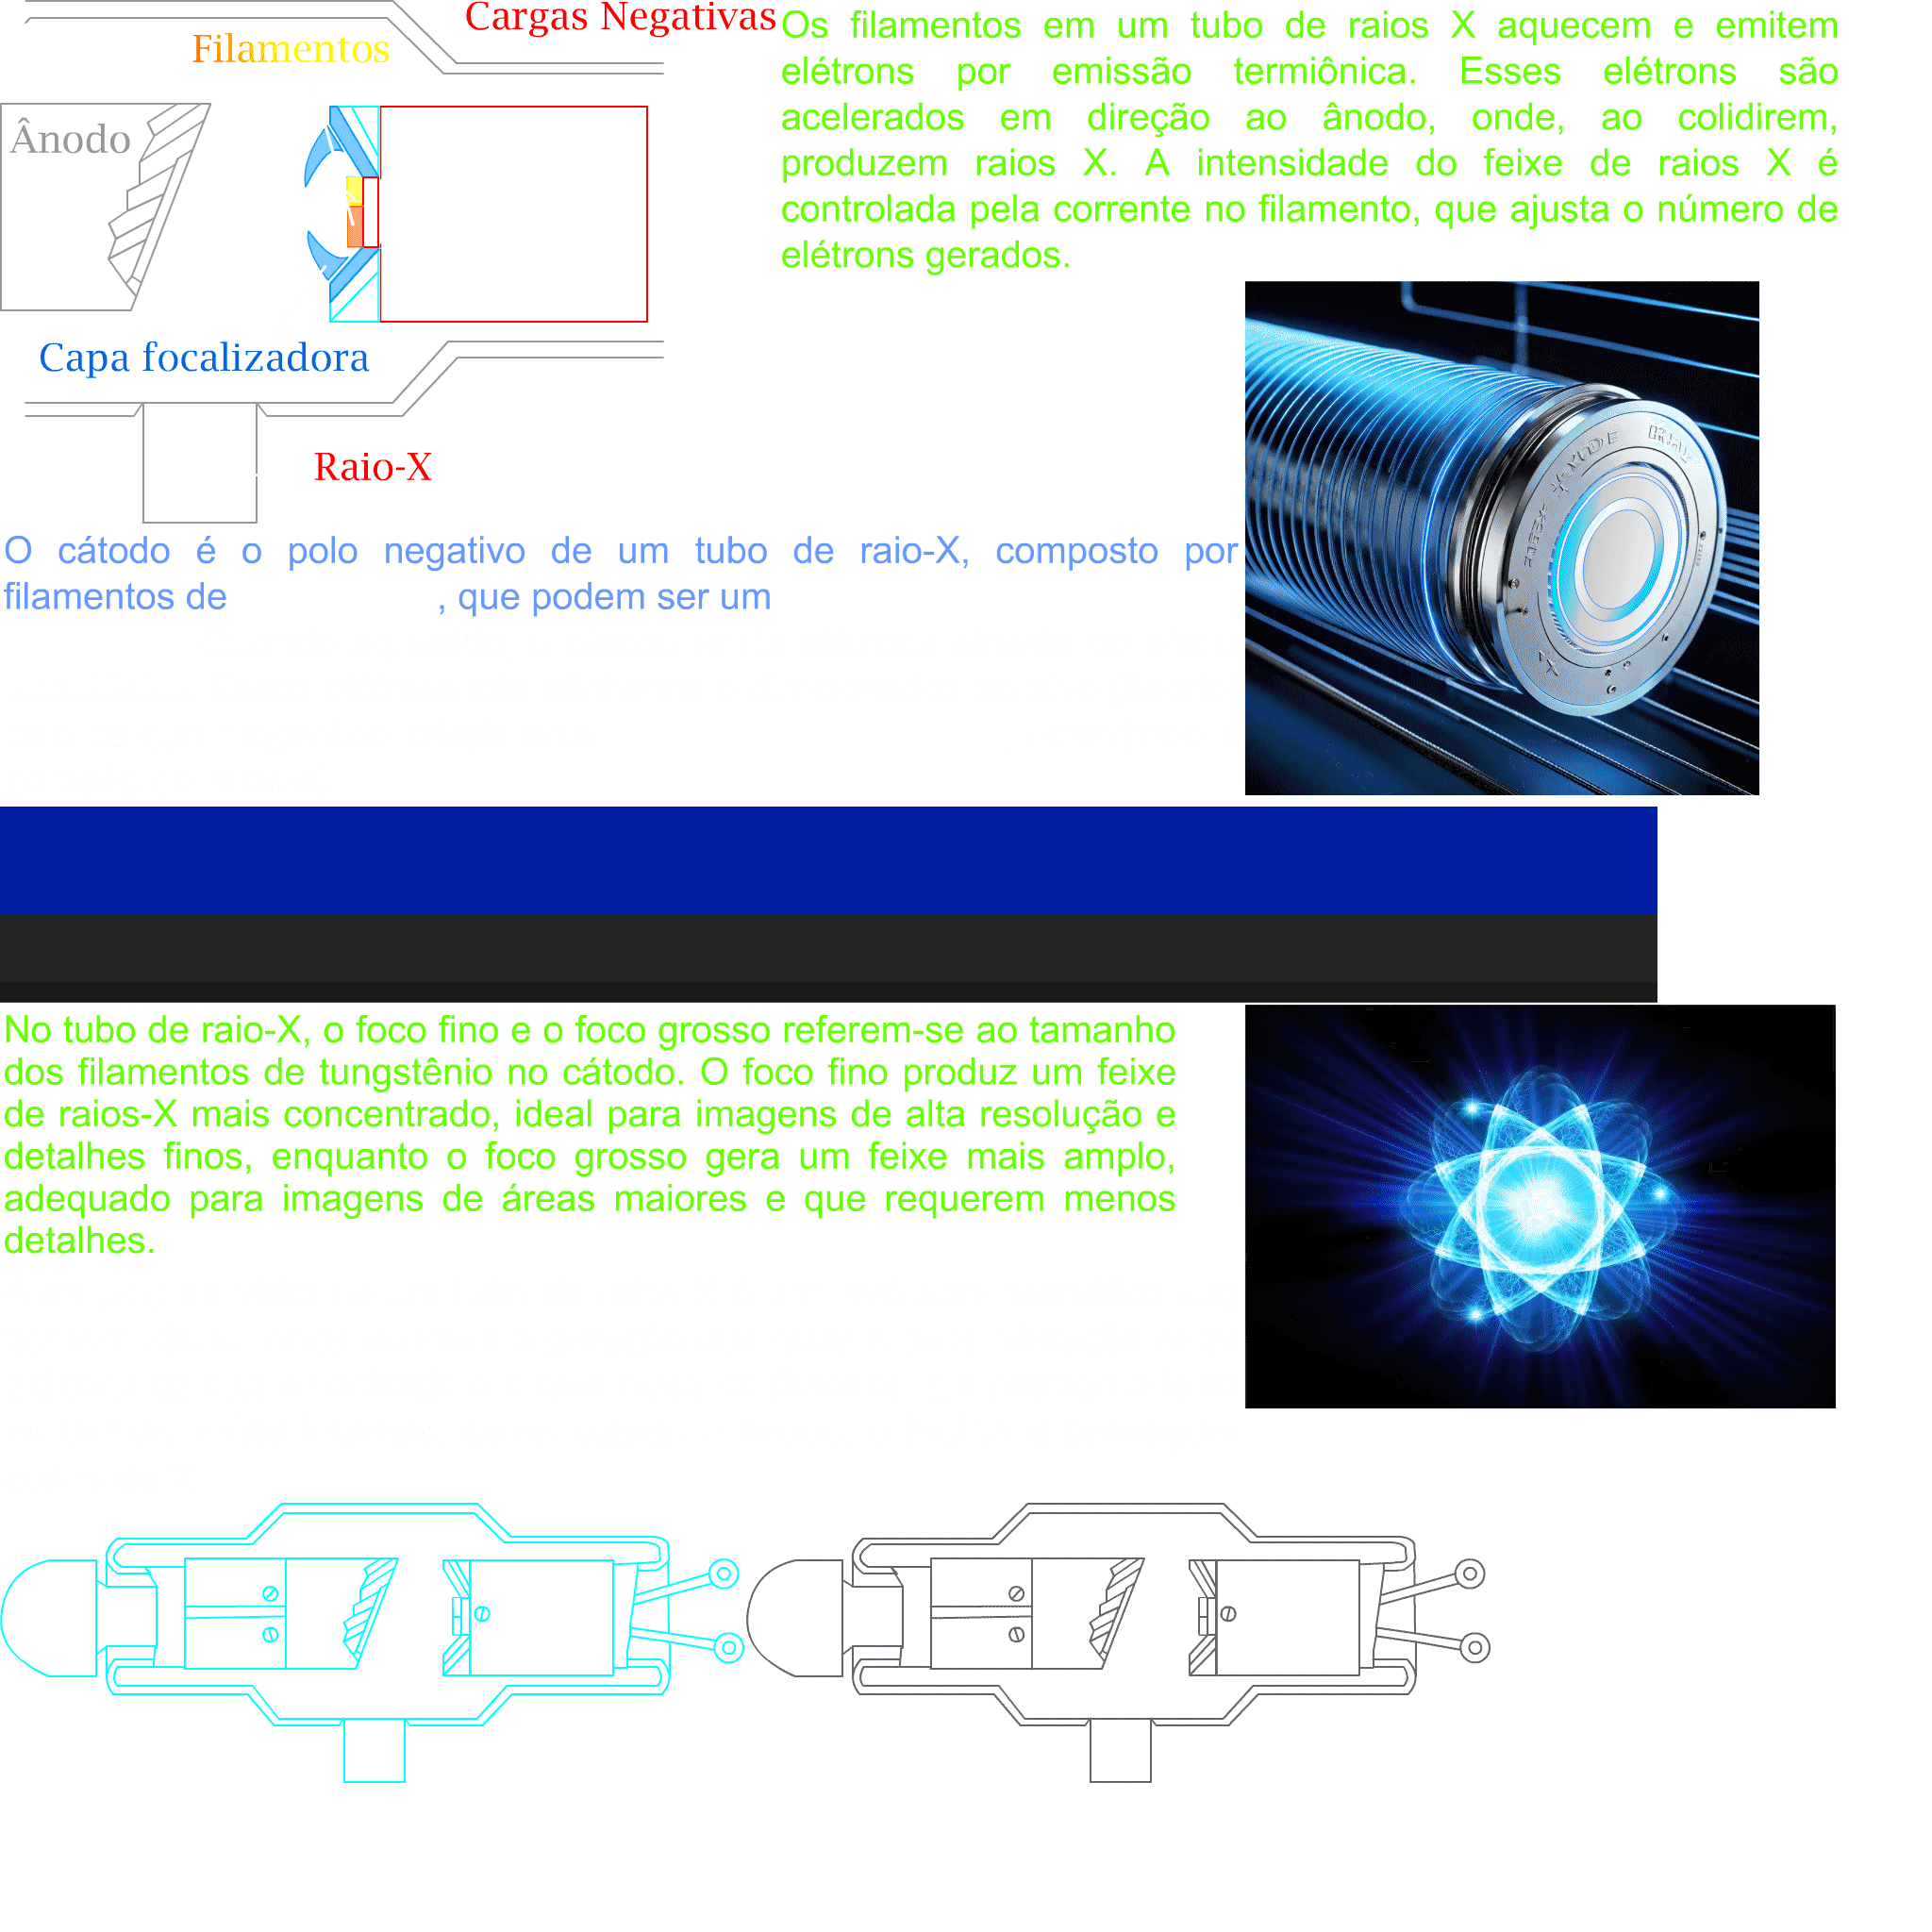 Cargas Negativas
Filamentos
Ânodo
Capa focalizadora
Raio-X
Os filamentos em um tubo de raios X aquecem e emitem
elétrons por emissão termiônica. Esses elétrons são
acelerados em direção ao ânodo, onde, ao colidirem,
produzem raios X. A intensidade do feixe de raios X é
controlada pela corrente no filamento, que ajusta o número de
elétrons gerados.
O cátodo é o polo negativo de um tubo de raio-X, composto por
filamentos de , que podem ser um
No tubo de raio-X, o foco fino e o foco grosso referem-se ao tamanho
dos filamentos de tungstênio no cátodo. O foco fino produz um feixe
de raios-X mais concentrado, ideal para imagens de alta resolução e
detalhes finos, enquanto o foco grosso gera um feixe mais amplo,
adequado para imagens de áreas maiores e que requerem menos
detalhes.